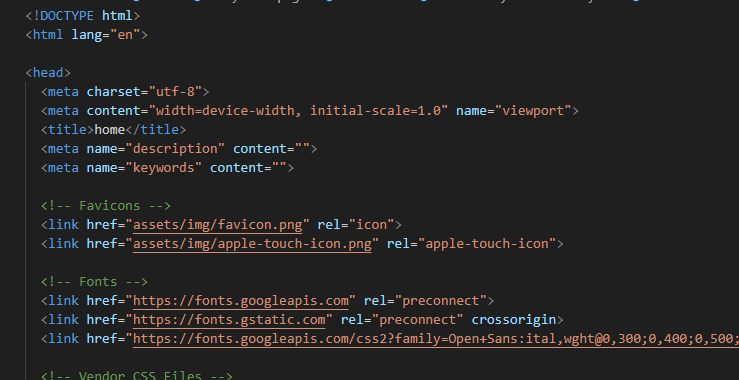 <!DOCTYPE html>
<html lang="en">
<head>
<meta charset="utf-8">
<meta content="width=device-width, initial-scale=1.0" name="viewport">
<title>home</title>
<meta name="description" content="">
<meta name="keywords" content="">
<!-- Favicons -->
<link href="assets/img/favicon.png" rel="icon">
<link href="assets/img/apple-touch-icon.png" rel="apple-touch-icon">
<!-- Fonts -->
<link href="https://fonts.googleapis.com" rel="preconnect">
<link href="https://fonts.gstatic.com" rel="preconnect" crossorigin>
<link href="https://fonts.googleapis.com/css2?family=Open+Sans:ital,wght@0,300;0,400;0,500;
<!-- Vendor CSS Files -->